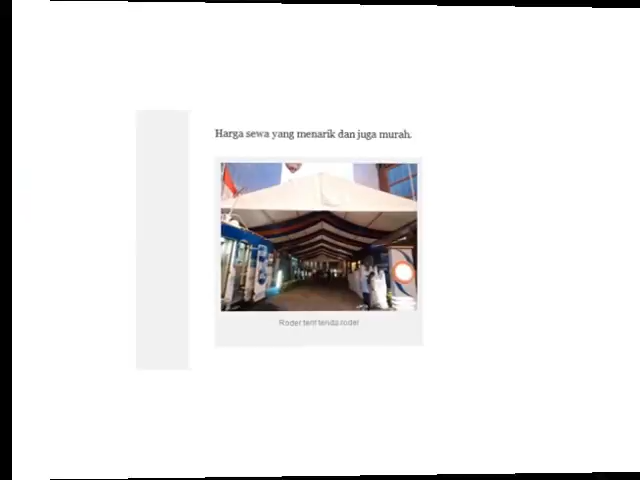 Harga sewa yang menarik dan juga murah.
Roder tent tenda roder